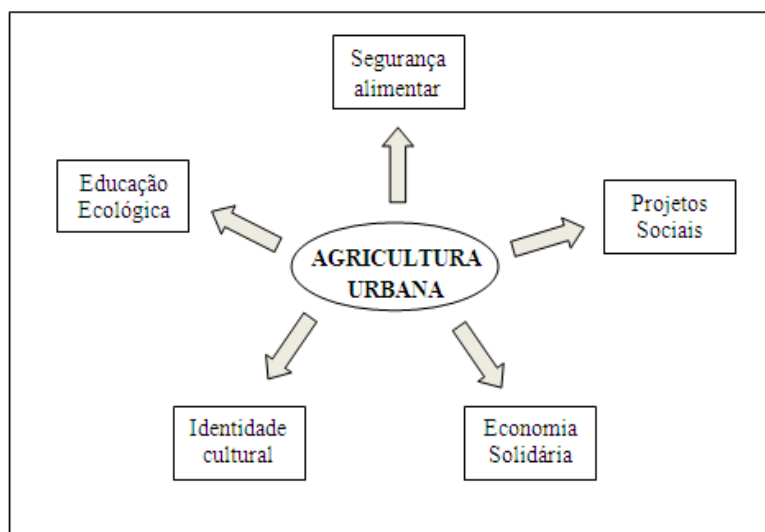 Segurança
alimentar
Educação
Ecológica
Projetos
Sociais
AGRICULTURA
URBANA
Identidade
cultural
Economia
Solidária